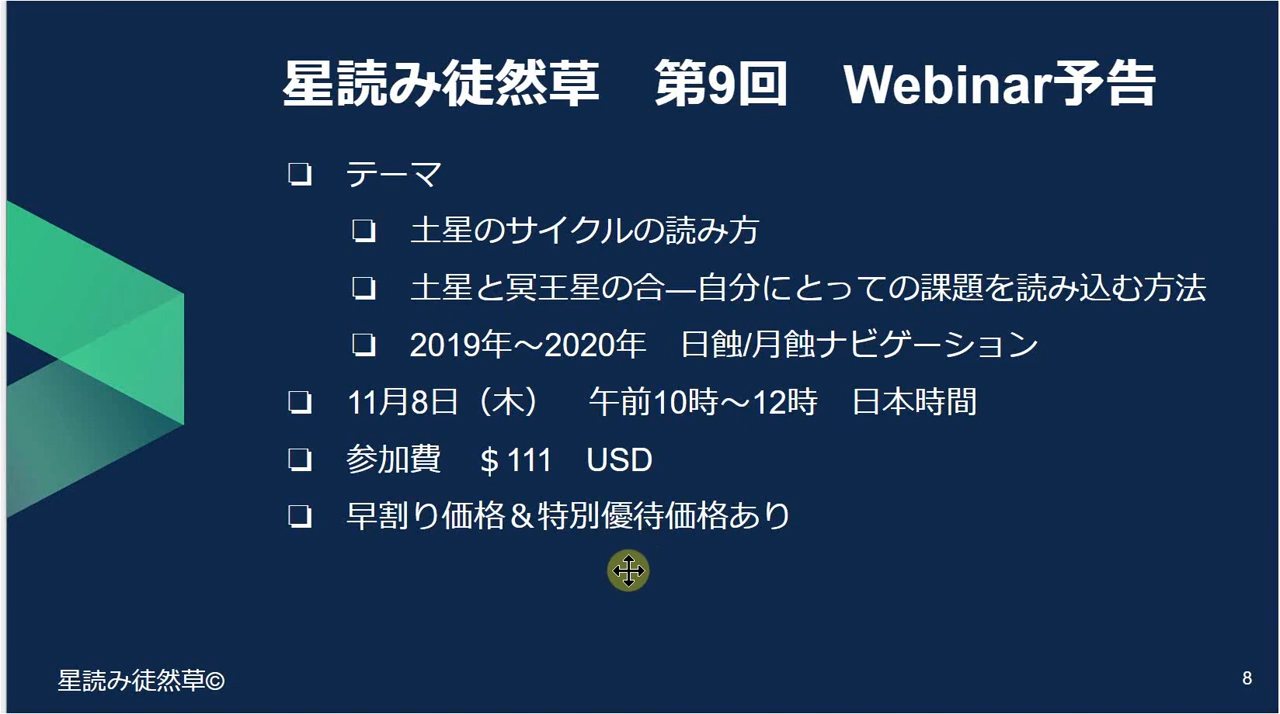 星読み徒然草　第9回　Webinar予告
❏ テーマ
❏ 土星のサイクルの読み方
❏ 土星と冥王星の合―自分にとっての課題を読み込む方法
❏ 2019年～2020年　日蝕/月蝕ナビゲーション
❏ 11月8日（木）　午前10時～12時　日本時間
❏ 参加費　＄111　USD
❏ 早割り価格＆特別優待価格あり
星読み徒然草©
8